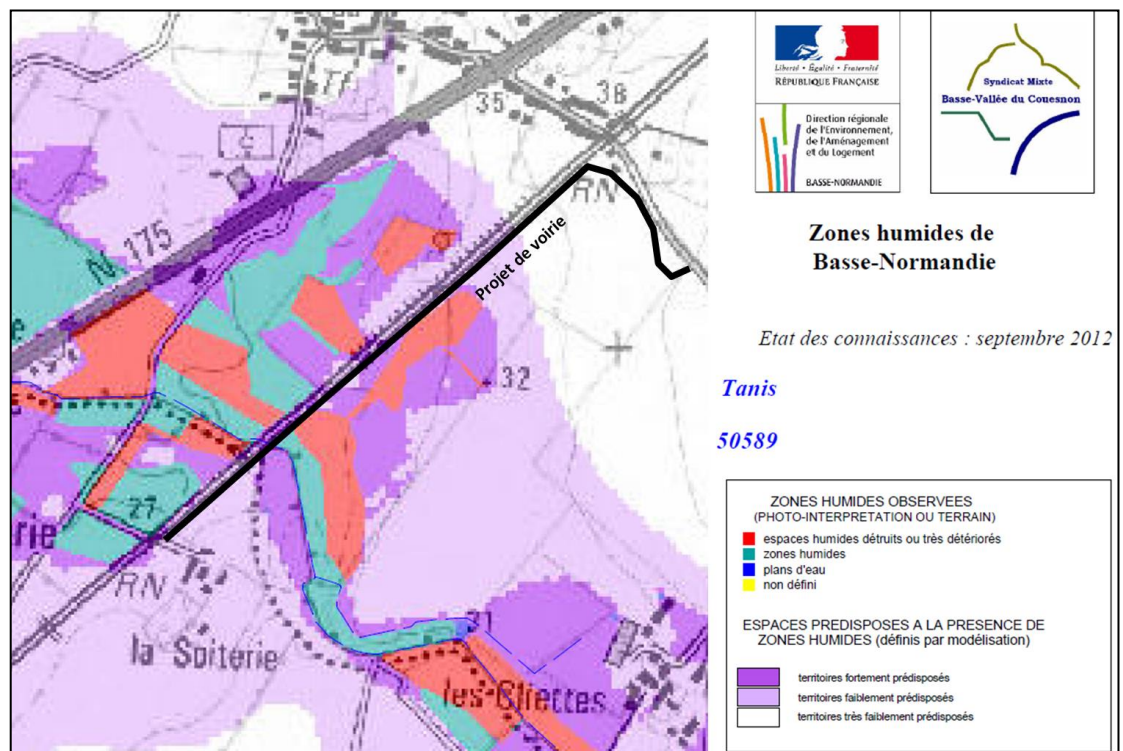 35
36
C
RN
N 175
Projet de voirie
32
27
rie
RN
31
la Soiterie
les Gliettes
Liberté • Égalité • Fraternité
RÉPUBLIQUE FRANÇAISE
Direction régionale
de l'Environnement,
de l'Aménagement
et du Logement
BASSE-NORMANDIE
Syndicat Mixte
Basse-Vallée du Couesnon
Zones humides de
Basse-Normandie
Etat des connaissances : septembre 2012
Tanis
50589
ZONES HUMIDES OBSERVEES
(PHOTO-INTERPRETATION OU TERRAIN)
espaces humides détruits ou très détériorés
zones humides
plans d'eau
non défini
ESPACES PREDISPOSES A LA PRESENCE DE
ZONES HUMIDES (définis par modélisation)
territoires fortement prédisposés
territoires faiblement prédisposés
territoires très faiblement prédisposés